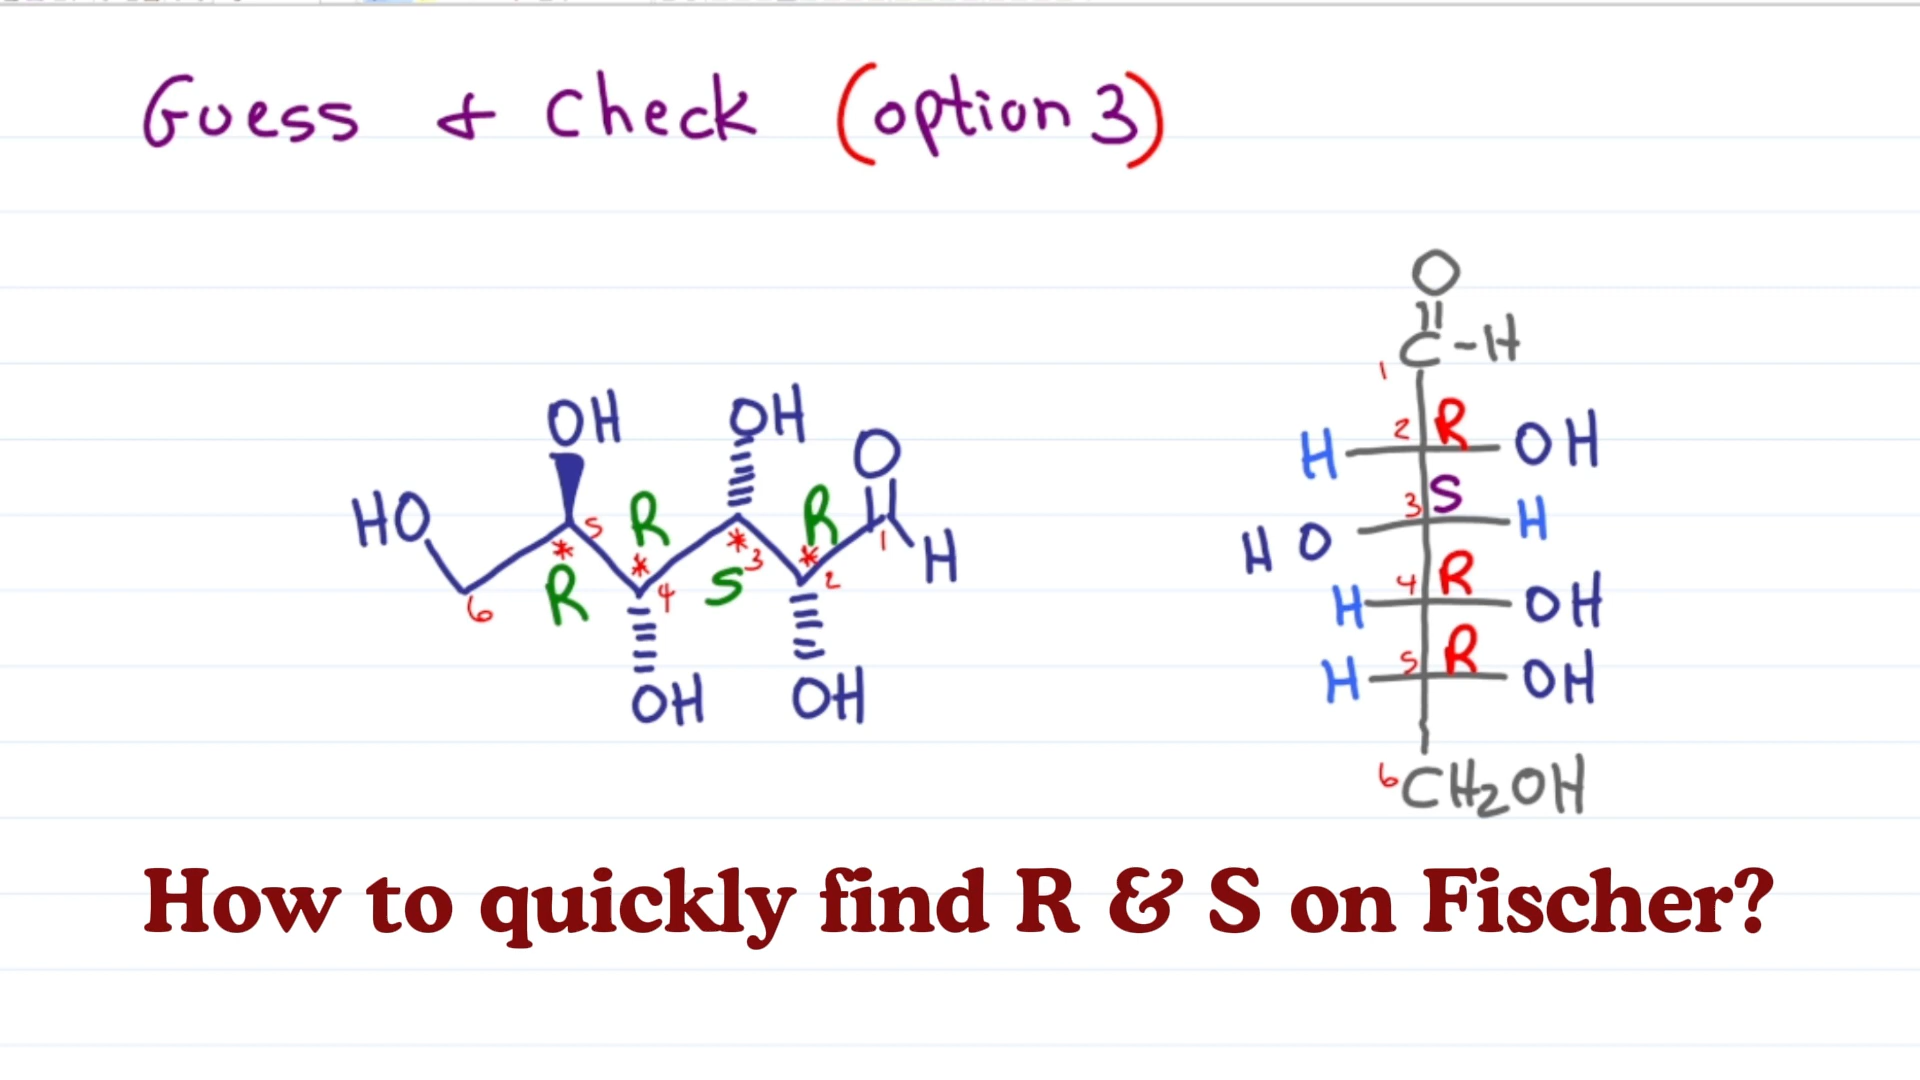 Guess & Check (option 3)
O
C-H
1
OH OH O
2 R
H OH
HO 5 R R 1 H
* * * *
3 S
H O H
R 4 S 3 2
6
4 R
H OH
5 R
H OH
OH OH
6 CH2OH
How to quickly find R & S on Fischer?